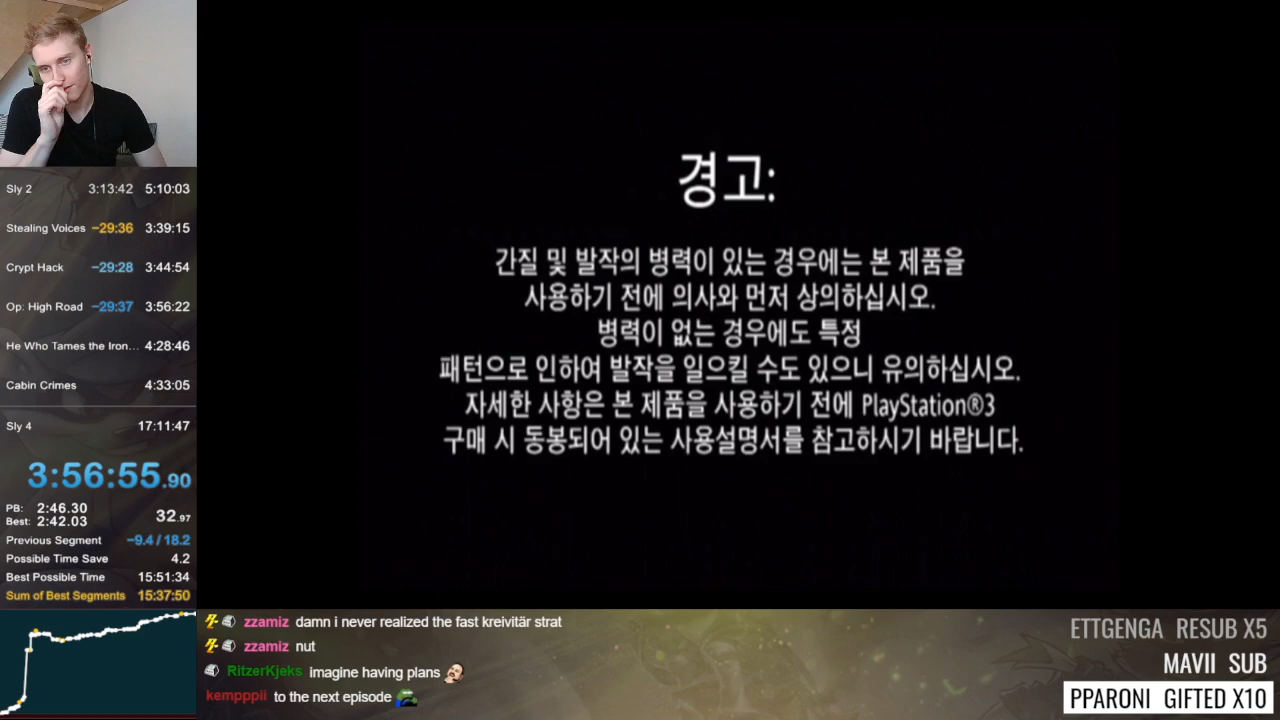 Sly 2 3:13:42 5:10:03
Stealing Voices −29:36 3:39:15
Crypt Hack −29:28 3:44:54
Op: High Road −29:37 3:56:22
He Who Tames the Iron… 4:28:46
Cabin Crimes 4:33:05
Sly 4 17:11:47
3:56:55.90
PB: 2:46.30
Best: 2:42.03
32.97
Previous Segment −9.4 / 18.2
Possible Time Save 4.2
Best Possible Time 15:51:34
Sum of Best Segments 15:37:50
경고:
간질 및 발작의 병력이 있는 경우에는 본 제품을
사용하기 전에 의사와 먼저 상의하십시오.
병력이 없는 경우에도 특정
패턴으로 인하여 발작을 일으킬 수도 있으니 유의하십시오.
자세한 사항은 본 제품을 사용하기 전에 PlayStation®3
구매 시 동봉되어 있는 사용설명서를 참고하시기 바랍니다.
zzamiz damn i never realized the fast kreivitär strat
zzamiz nut
RitzerKjeks imagine having plans
kempppii to the next episode
ETTGENGA RESUB X5
MAVII SUB
PPARONI GIFTED X10